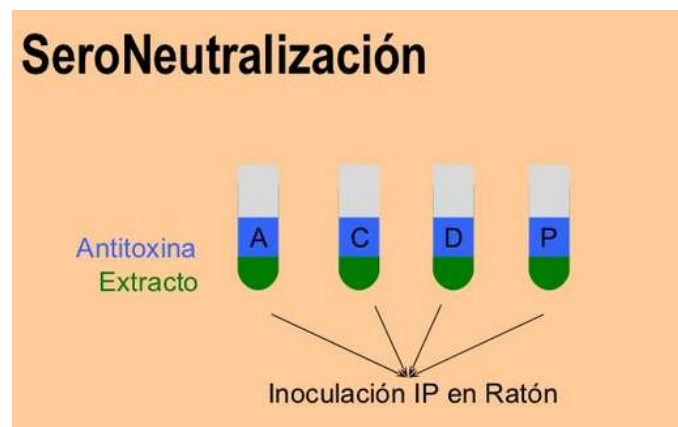 SeroNeutralización
A C D P
Antitoxina
Extracto
Inoculación IP en Ratón